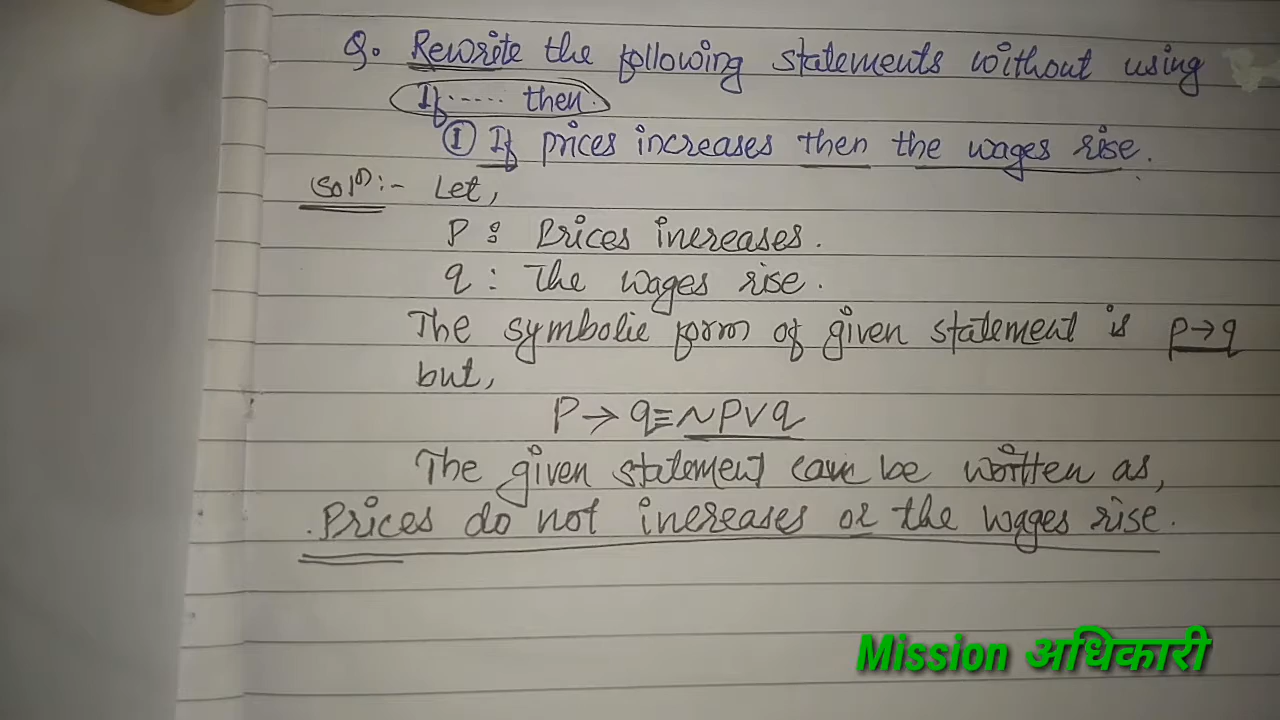 Q. Rewrite the following statements without using
If ..... then.
① If prices increases then the wages rise.
Solⁿ:- Let,
P : Prices increases.
q : The wages rise.
The symbolic form of given statement is p→q
but,
P → q ≡ ~P∨q
The given statement can be written as,
.Prices do not increases or the wages rise.
Mission अधिकारी